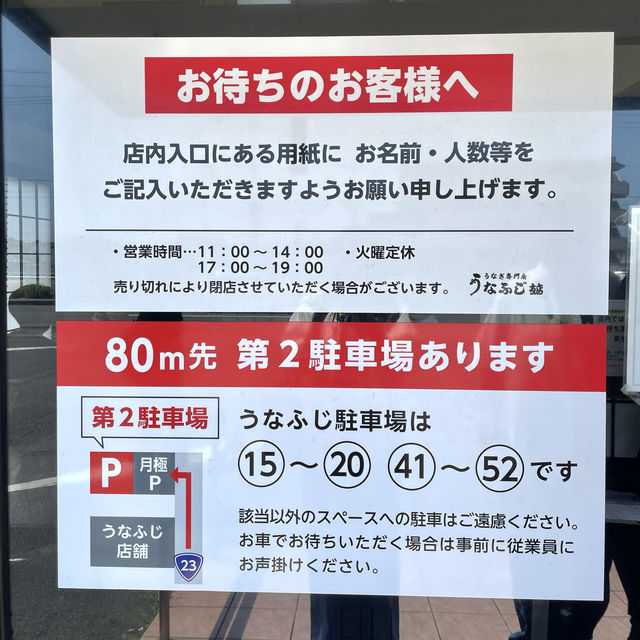 お待ちのお客様へ
店内入口にある用紙に お名前・人数等を
ご記入いただきますようお願い申し上げます。
・営業時間…11：00～14：00 ・火曜定休
17：00～19：00
売り切れにより閉店させていただく場合がございます。
うなぎ専門店
うなふじ
80m先 第2駐車場あります
第2駐車場
P
月極
P
うなふじ
店舗
23
うなふじ駐車場は
⑮～⑳ ㊶～52です
該当以外のスペースへの駐車はご遠慮ください。
お車でお待ちいただく場合は事前に従業員に
お声掛けください。